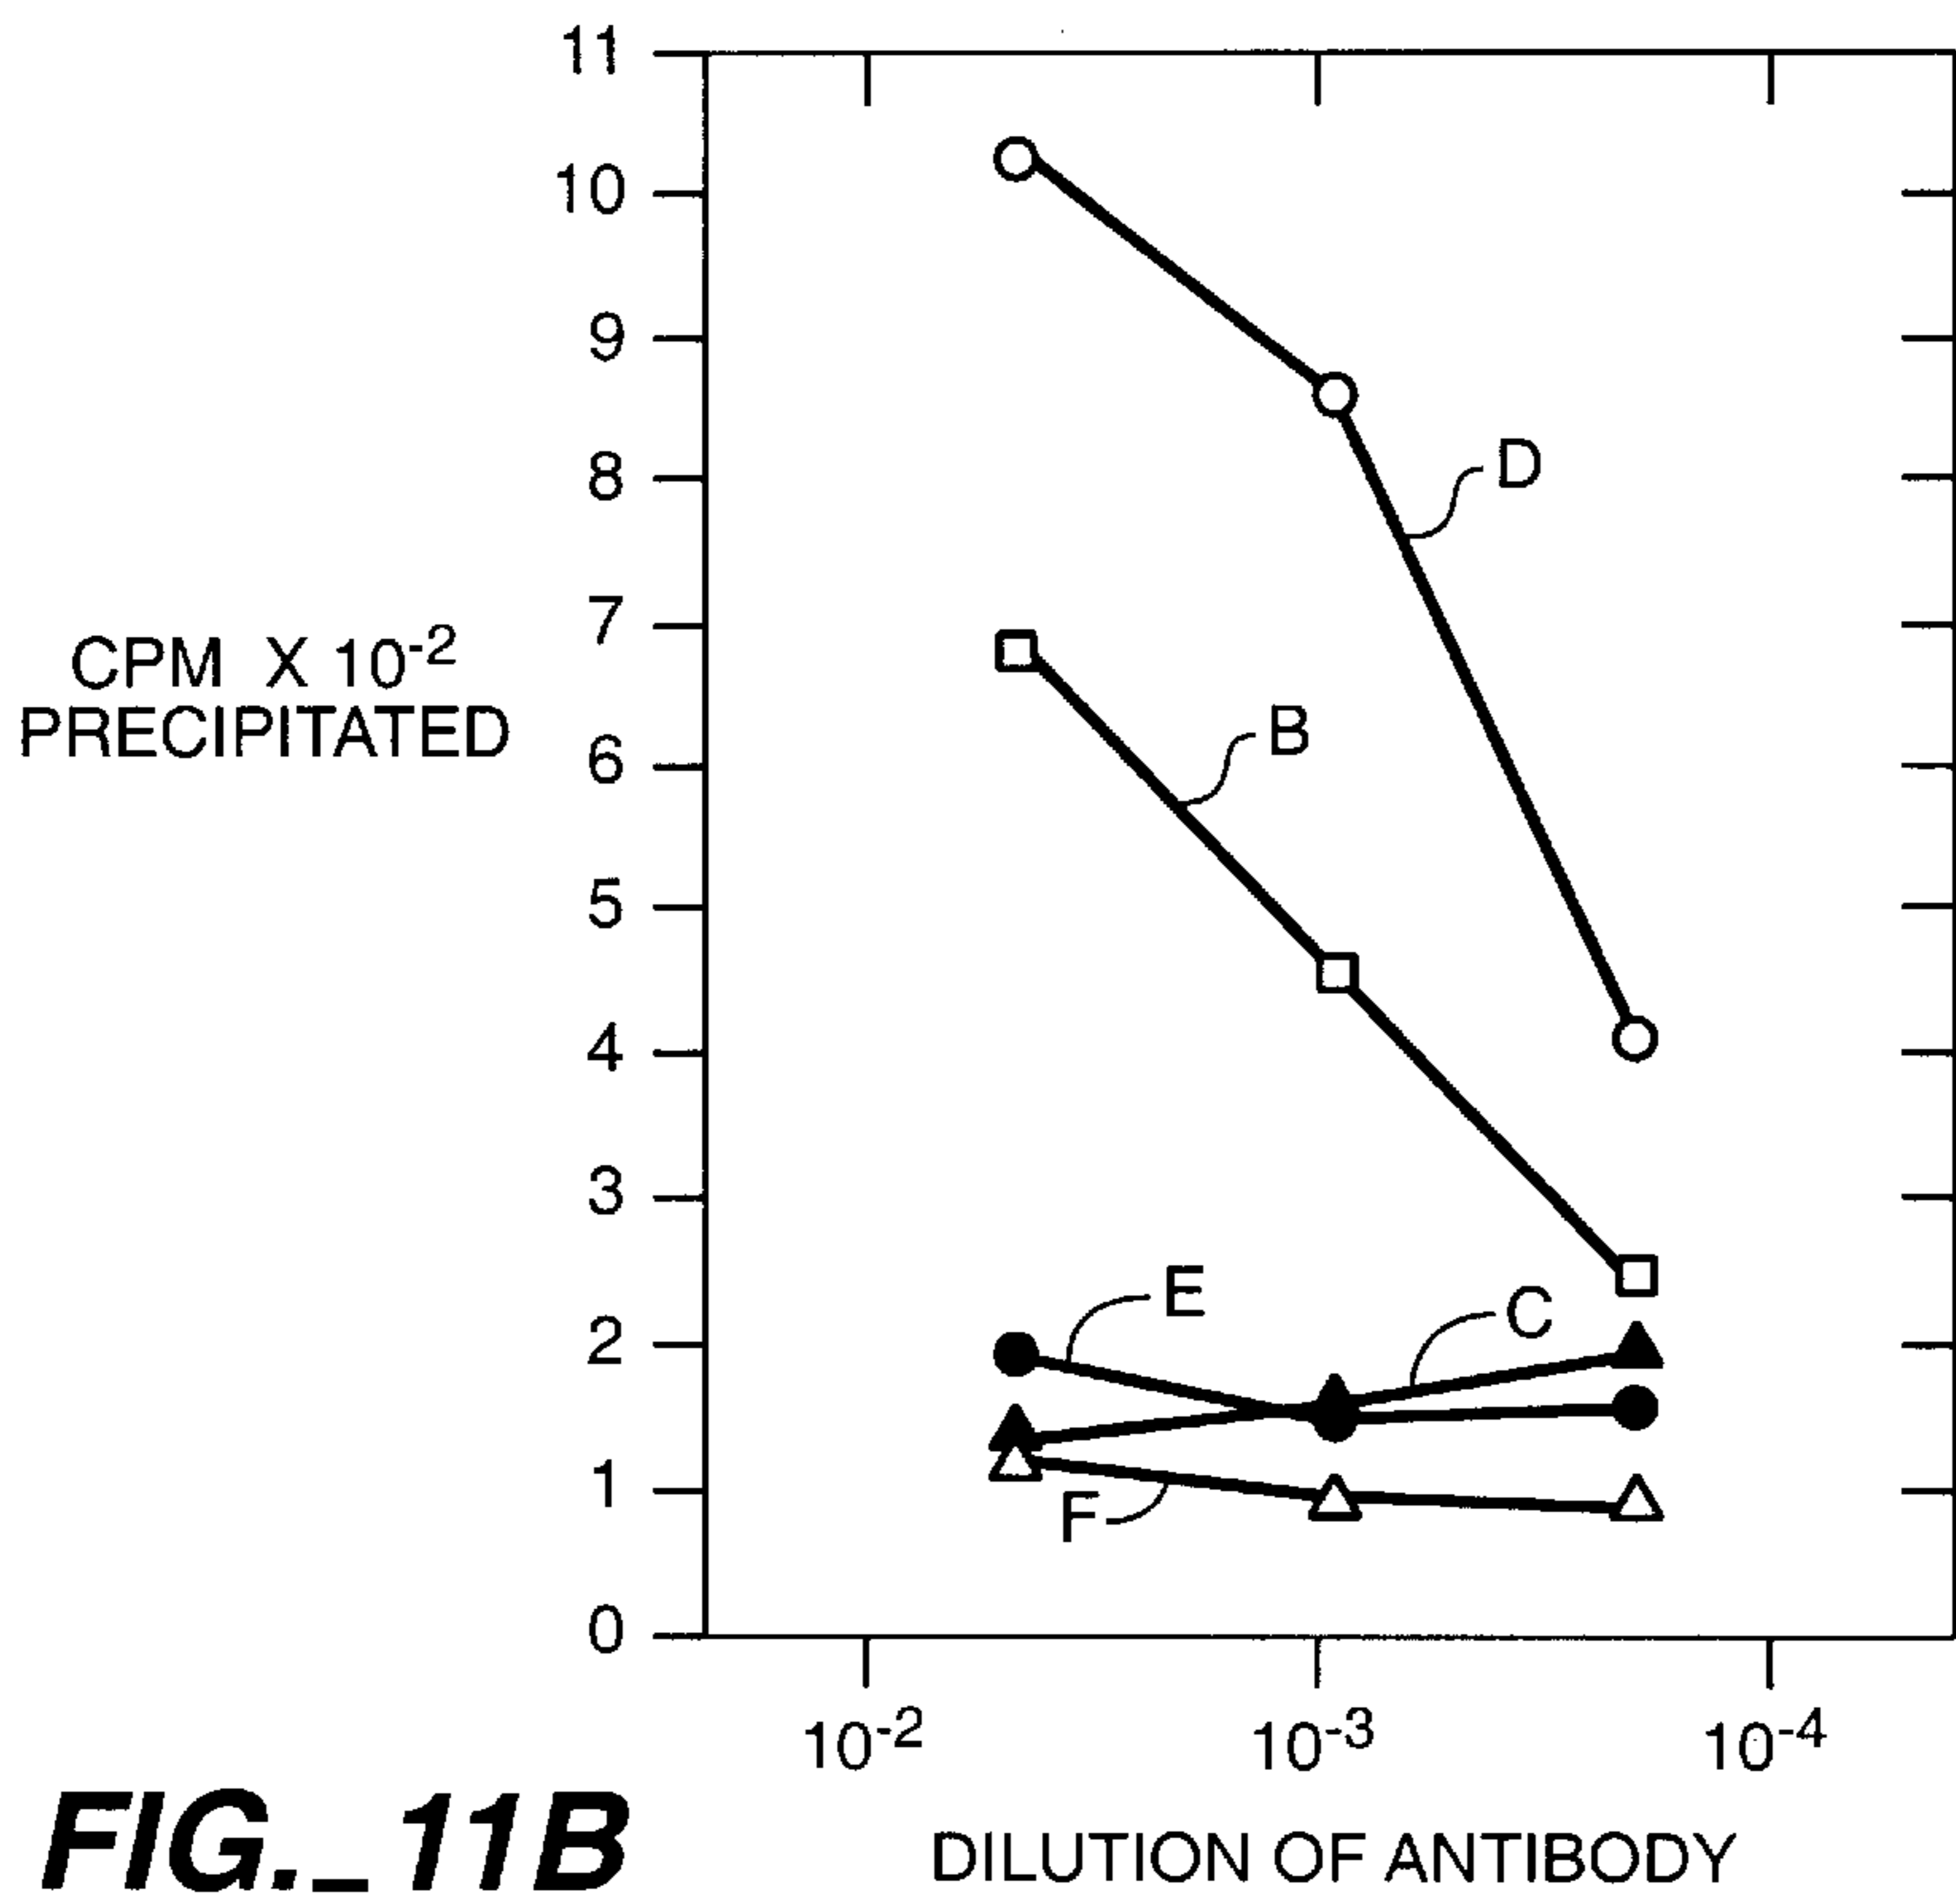 11
10
9
8
7
6
5
4
3
2
1
0
CPM X 10⁻²
PRECIPITATED
D
B
E
C
F
10⁻²
10⁻³
10⁻⁴
DILUTION OF ANTIBODY
FIG._11B